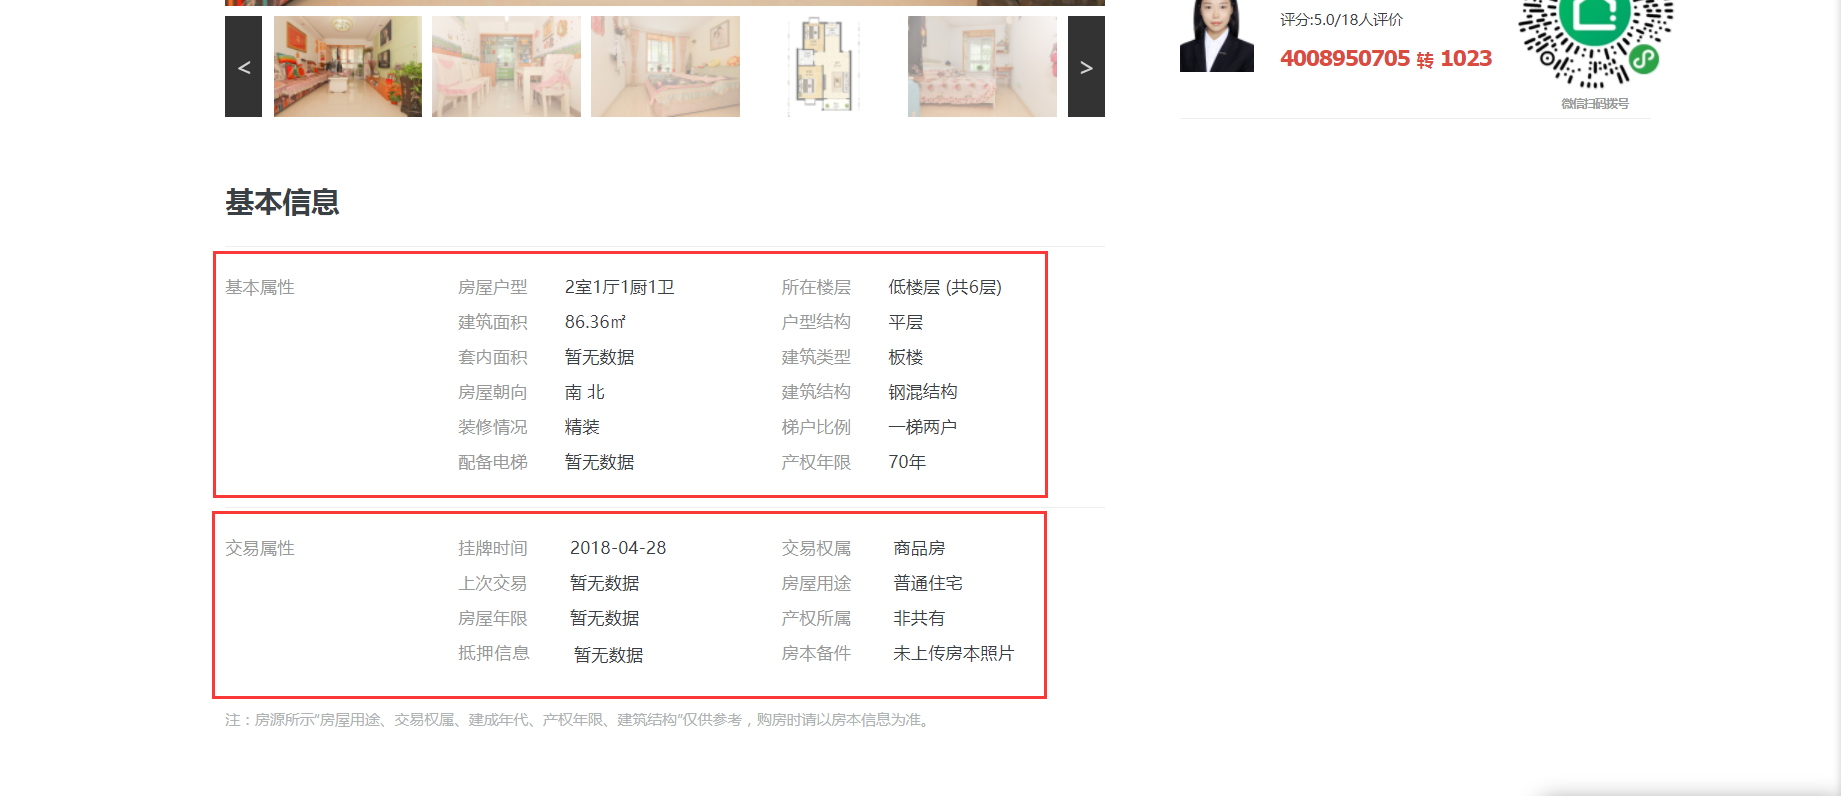 <
>
评分:5.0/18人评价
4008950705 转 1023
微信扫码拨号
基本信息
基本属性 房屋户型 2室1厅1厨1卫 所在楼层 低楼层 (共6层)
建筑面积 86.36㎡ 户型结构 平层
套内面积 暂无数据 建筑类型 板楼
房屋朝向 南 北 建筑结构 钢混结构
装修情况 精装 梯户比例 一梯两户
配备电梯 暂无数据 产权年限 70年
交易属性 挂牌时间 2018-04-28 交易权属 商品房
上次交易 暂无数据 房屋用途 普通住宅
房屋年限 暂无数据 产权所属 非共有
抵押信息 暂无数据 房本备件 未上传房本照片
注：房源所示“房屋用途、交易权属、建成年代、产权年限、建筑结构”仅供参考，购房时请以房本信息为准。